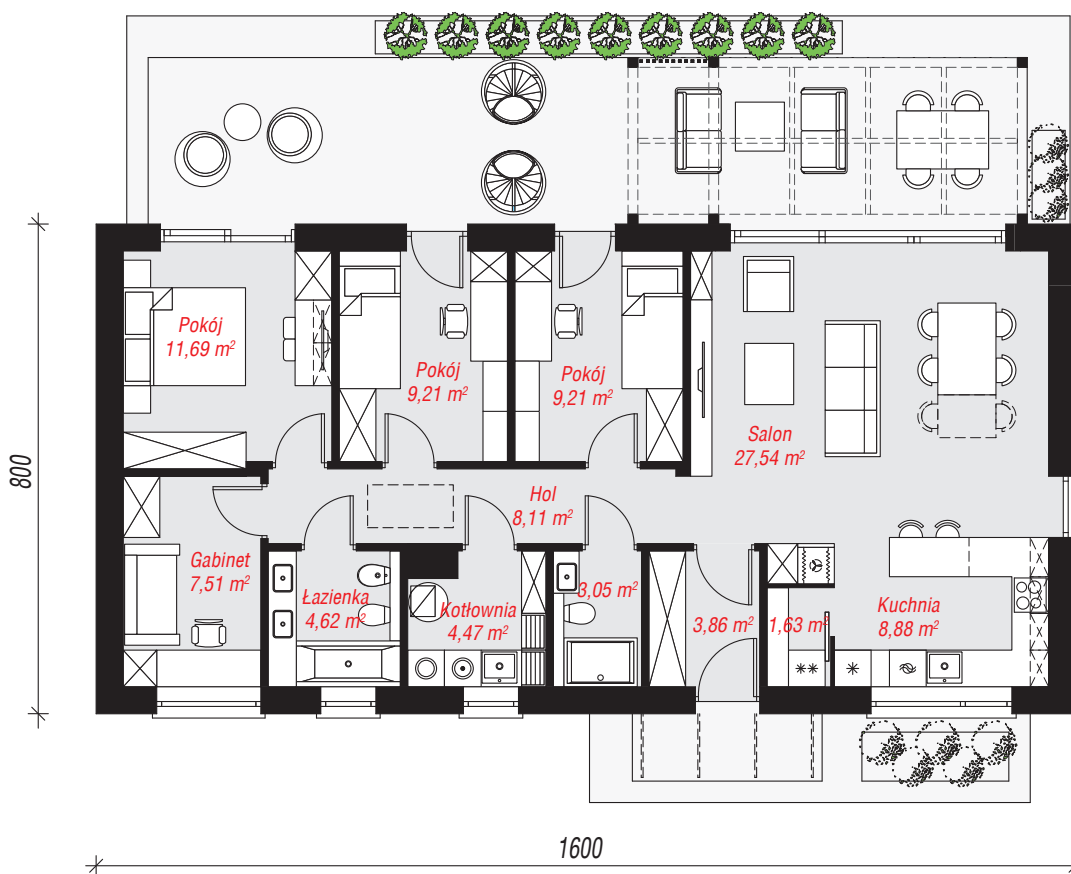 Pokój
11,69 m²
Pokój
9,21 m²
Pokój
9,21 m²
Salon
27,54 m²
Hol
8,11 m²
Gabinet
7,51 m²
Łazienka
4,62 m²
Kotłownia
4,47 m²
3,05 m²
3,86 m²
1,63 m²
Kuchnia
8,88 m²
800
1600